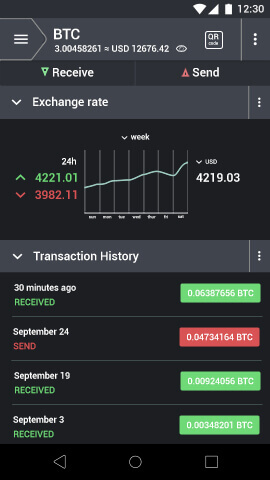 12:30
BTC
3.00458261 ≈ USD 12676.42
QR
code
Receive
Send
Exchange rate
week
24h
4221.01
3982.11
USD
4219.03
sun mon tue wed thur fri sat
Transaction History
30 minutes ago
RECEIVED
0.06387656 BTC
September 24
SEND
0.04734164 BTC
September 19
RECEIVED
0.00924056 BTC
September 3
RECEIVED
0.00348201 BTC